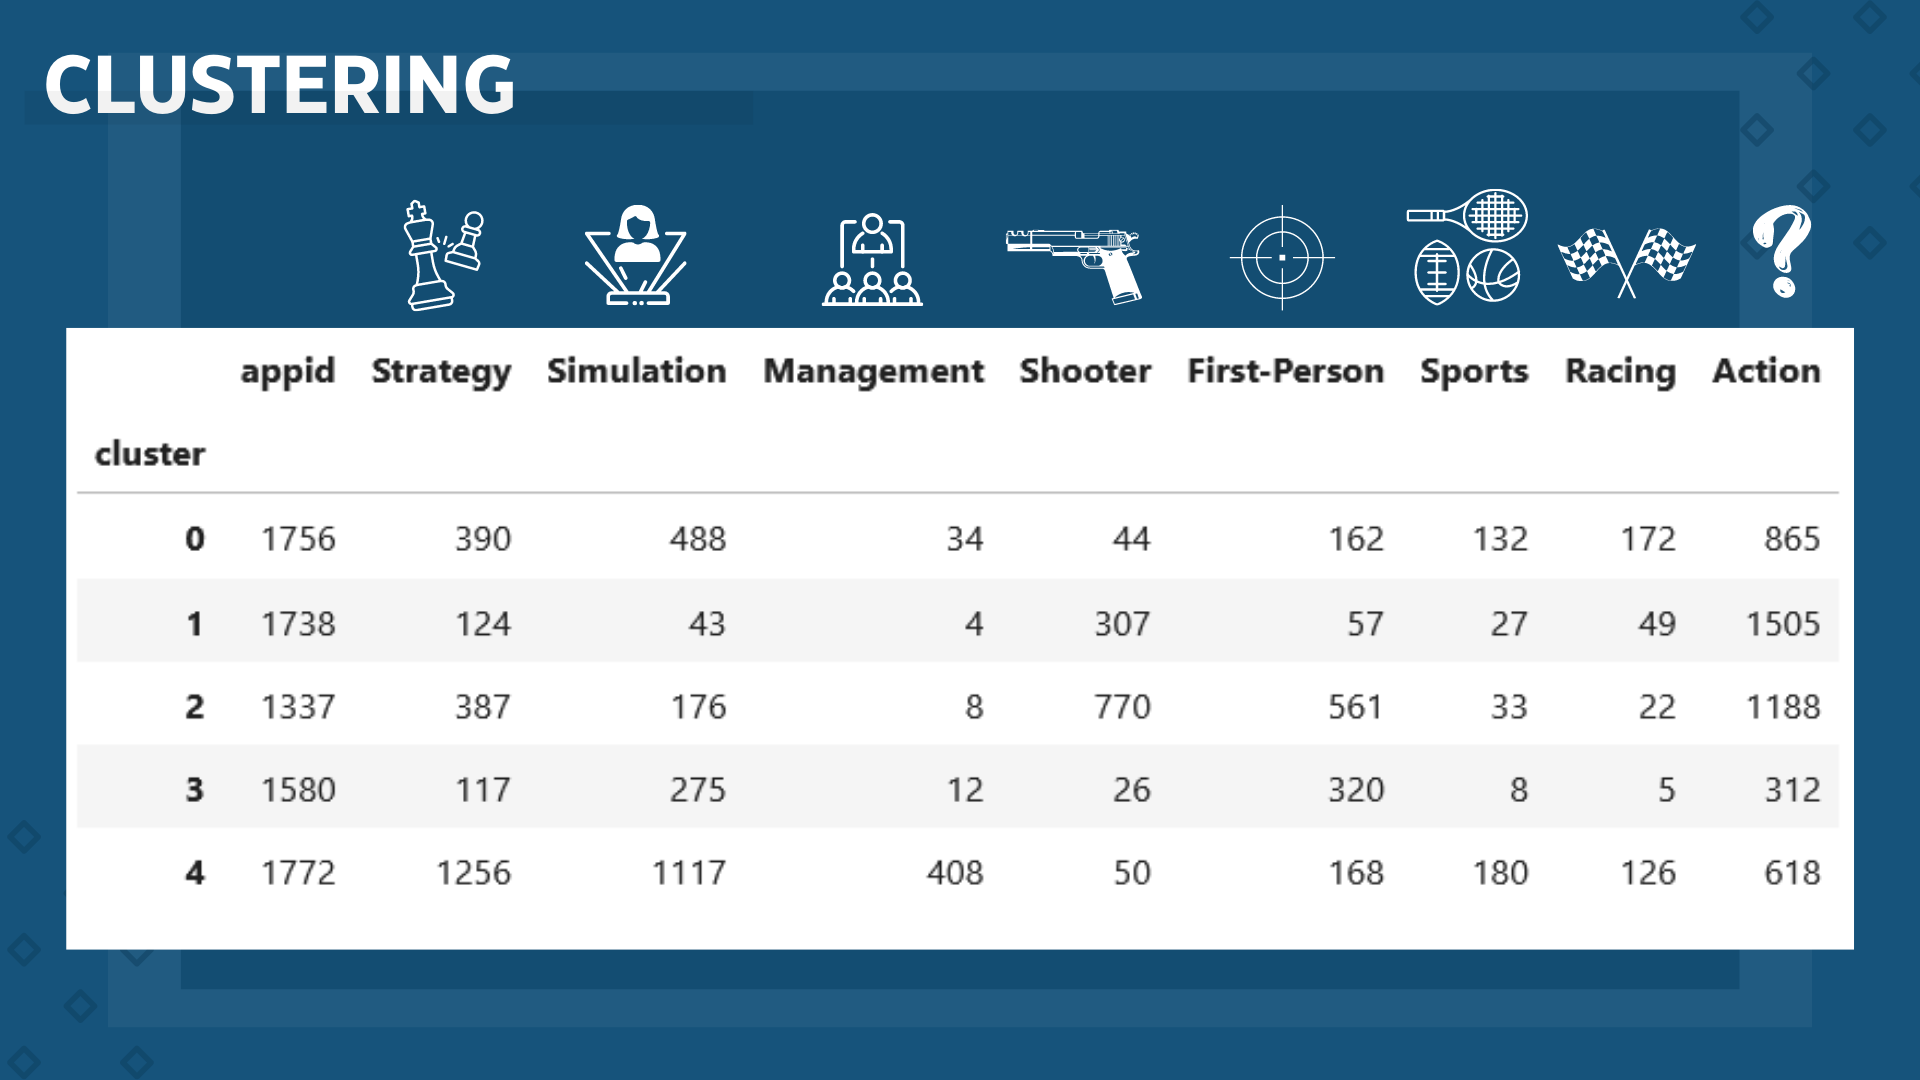 CLUSTERING
appid Strategy Simulation Management Shooter First-Person Sports Racing Action
cluster
0 1756 390 488 34 44 162 132 172 865
1 1738 124 43 4 307 57 27 49 1505
2 1337 387 176 8 770 561 33 22 1188
3 1580 117 275 12 26 320 8 5 312
4 1772 1256 1117 408 50 168 180 126 618